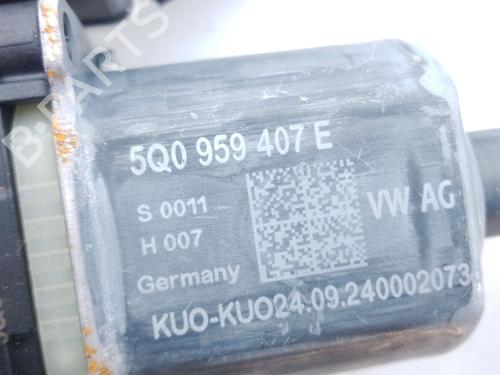 5Q0 959 407 E
S 0011
H 007
VW AG
Germany
KUO-KUO24.09.240002073
B-PARTS